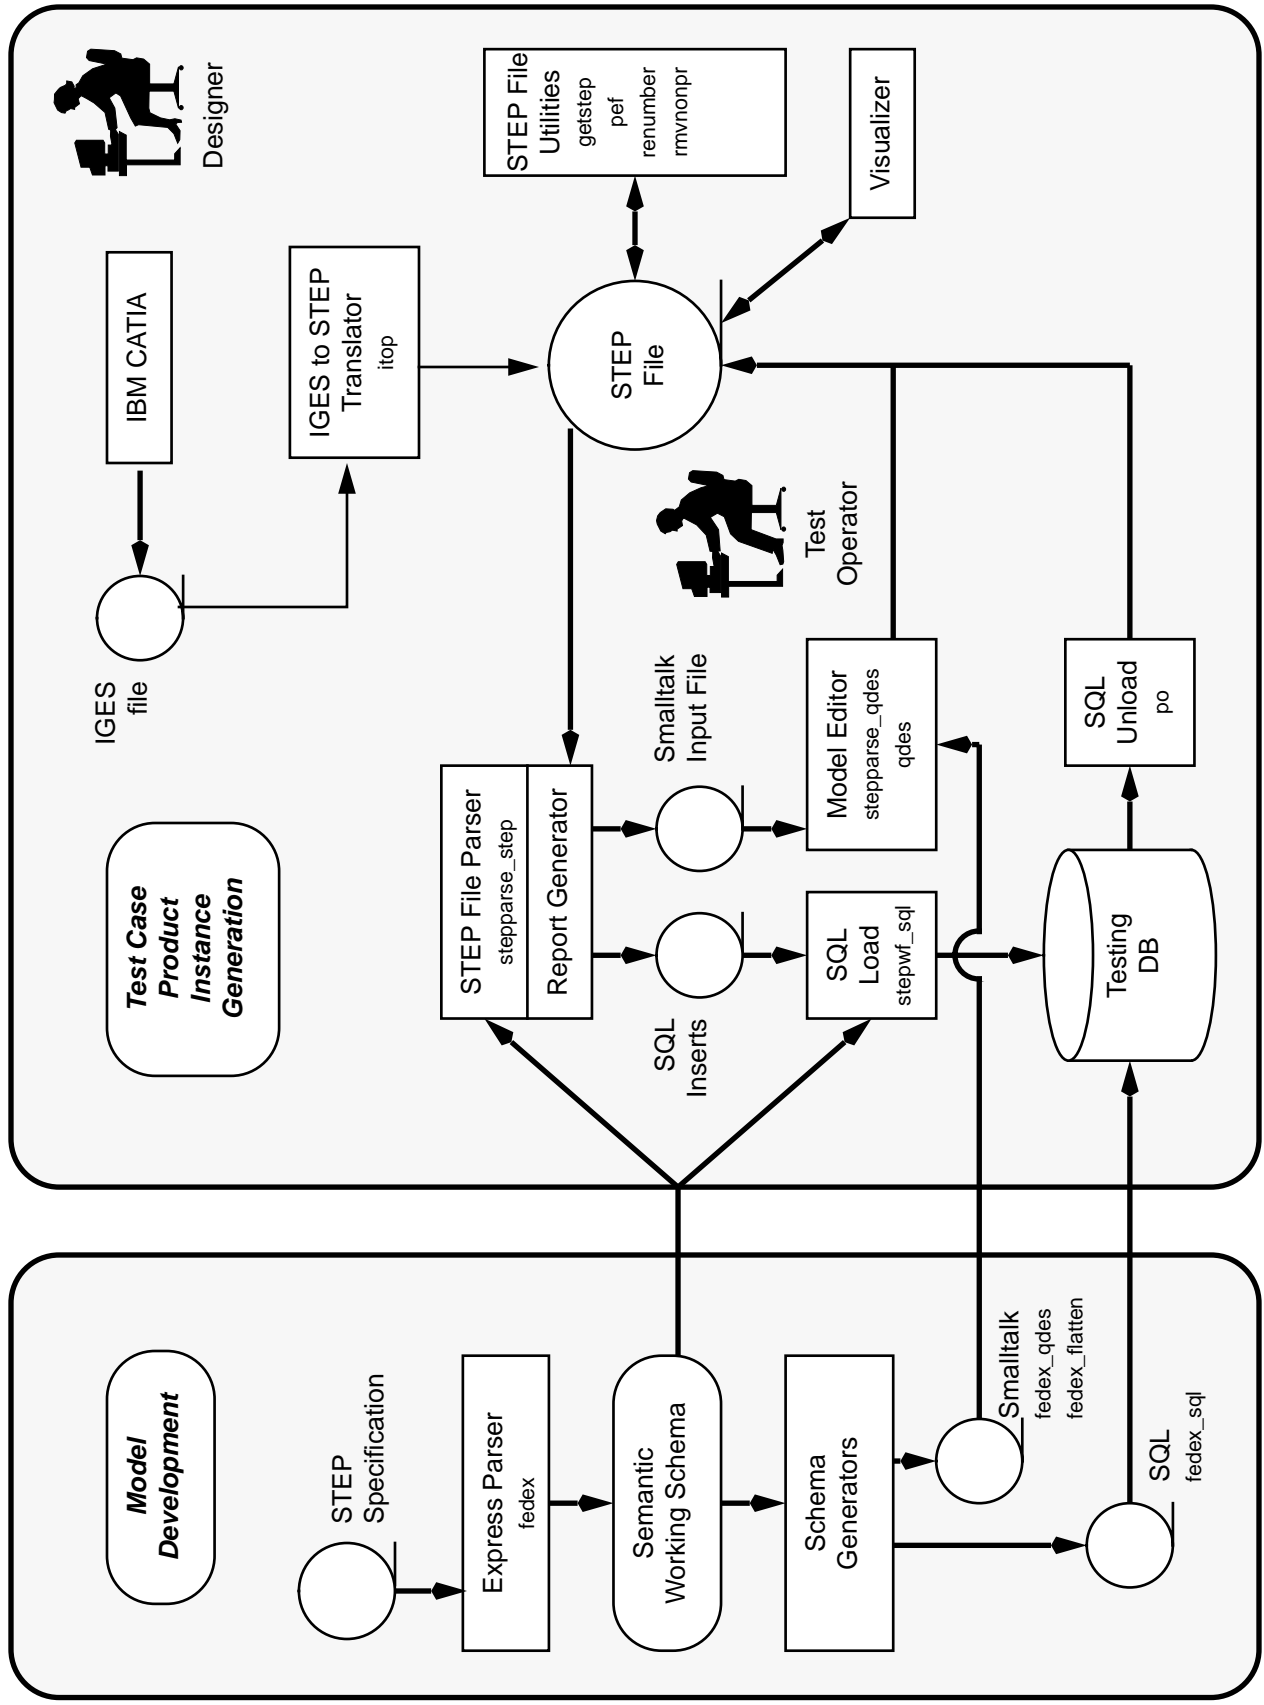 Model
Development
STEP
Specification
Express Parser
fedex
Semantic
Working Schema
Schema
Generators
Smalltalk
fedex_qdes
fedex_flatten
SQL
fedex_sql
Test Case
Product
Instance
Generation
IGES
file
IBM CATIA
Designer
IGES to STEP
Translator
itop
STEP File Parser
stepparse_step
Report Generator
STEP
File
STEP File
Utilities
getstep
pef
renumber
rmvnonpr
Visualizer
SQL
Inserts
Smalltalk
Input File
Test
Operator
SQL
Load
stepwf_sql
Model Editor
stepparse_qdes
qdes
Testing
DB
SQL
Unload
po